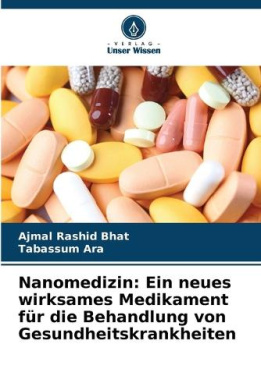 VERLAG
Unser Wissen
Ajmal Rashid Bhat
Tabassum Ara
Nanomedizin: Ein neues
wirksames Medikament
für die Behandlung von
Gesundheitskrankheiten